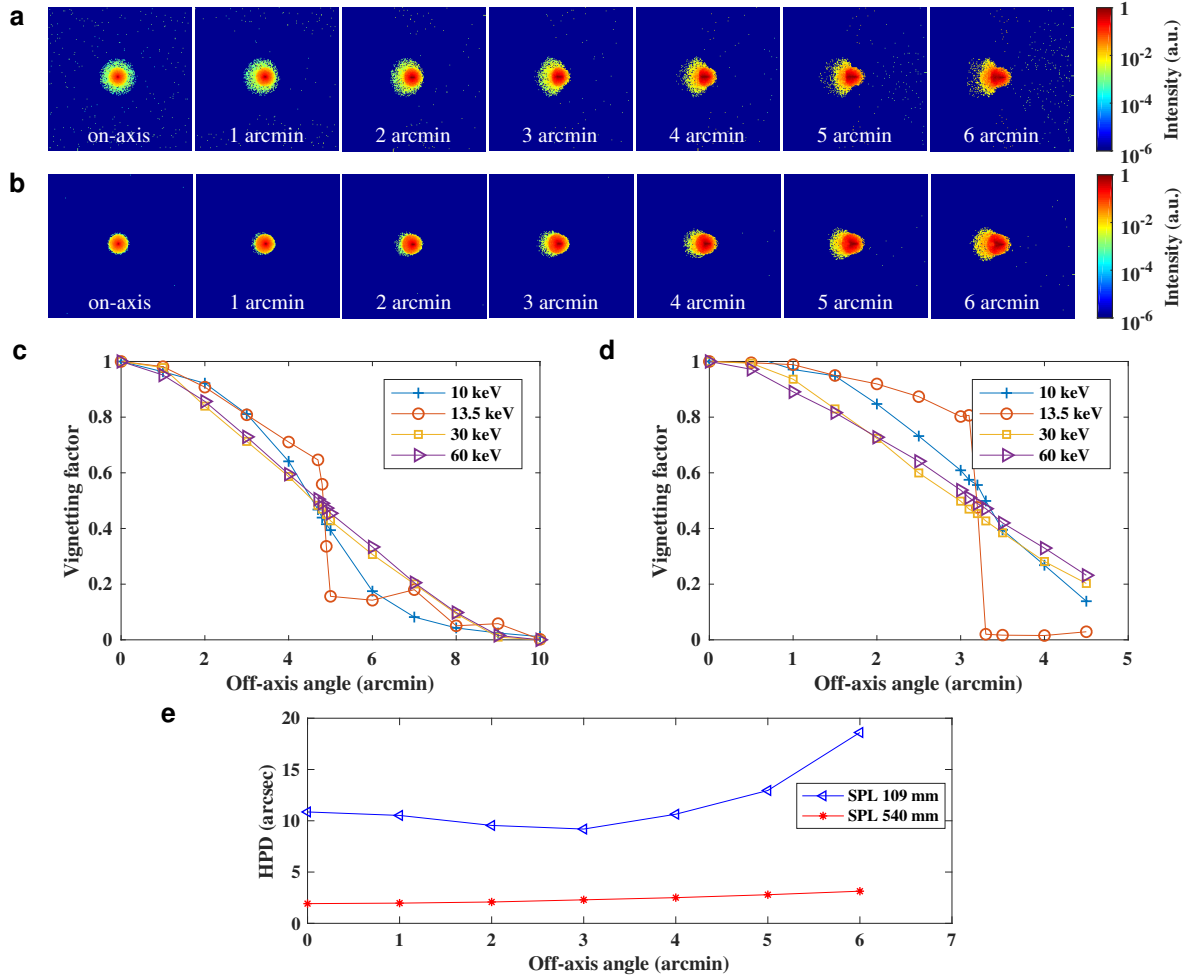 a
on-axis 1 arcmin 2 arcmin 3 arcmin 4 arcmin 5 arcmin 6 arcmin
1
10^-2
10^-4
10^-6
Intensity (a.u.)
b
on-axis 1 arcmin 2 arcmin 3 arcmin 4 arcmin 5 arcmin 6 arcmin
1
10^-2
10^-4
10^-6
Intensity (a.u.)
c
Vignetting factor
1
0.8
0.6
0.4
0.2
0
0 2 4 6 8 10
Off-axis angle (arcmin)
10 keV
13.5 keV
30 keV
60 keV
d
Vignetting factor
1
0.8
0.6
0.4
0.2
0
0 1 2 3 4 5
Off-axis angle (arcmin)
10 keV
13.5 keV
30 keV
60 keV
e
HPD (arcsec)
20
15
10
5
0
0 1 2 3 4 5 6 7
Off-axis angle (arcmin)
SPL 109 mm
SPL 540 mm